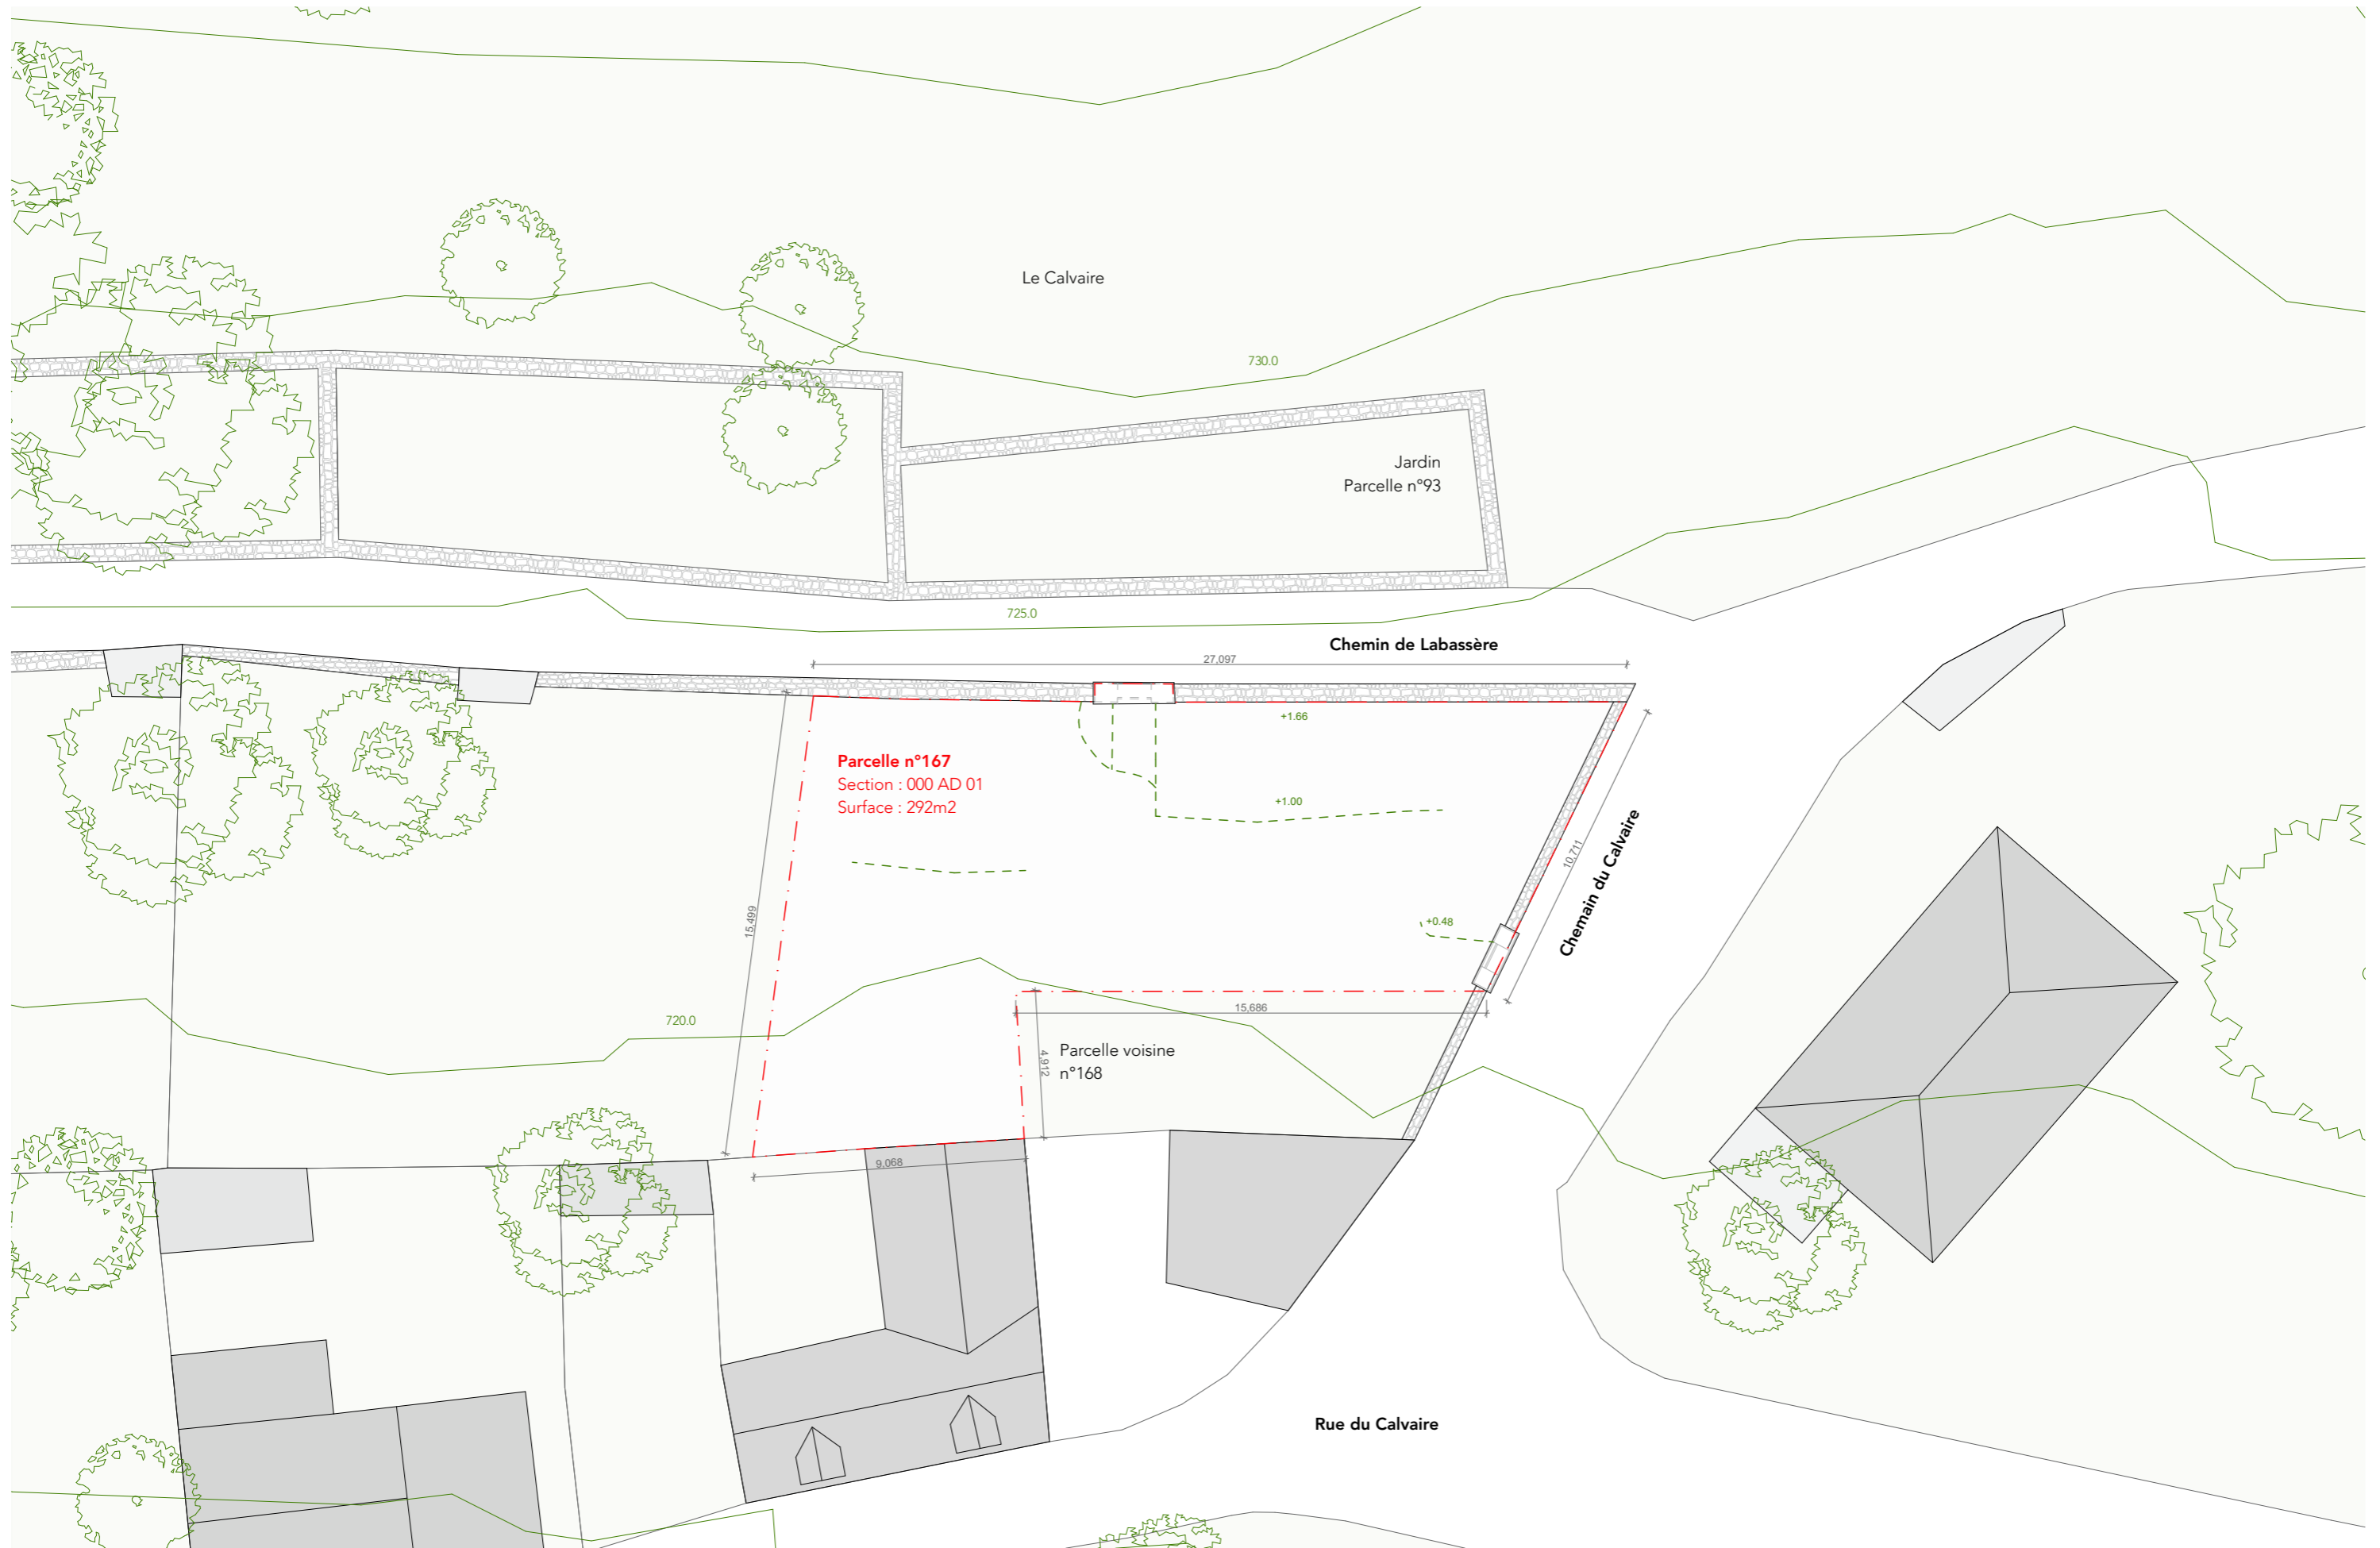 Le Calvaire
730.0
Jardin
Parcelle n°93
725.0
Chemin de Labassère
27,097
+1.66
Parcelle n°167
Section : 000 AD 01
Surface : 292m2
+1.00
10,711
Chemain du Calvaire
15,499
+0.48
720.0
15,686
Parcelle voisine
n°168
4,912
9,068
Rue du Calvaire